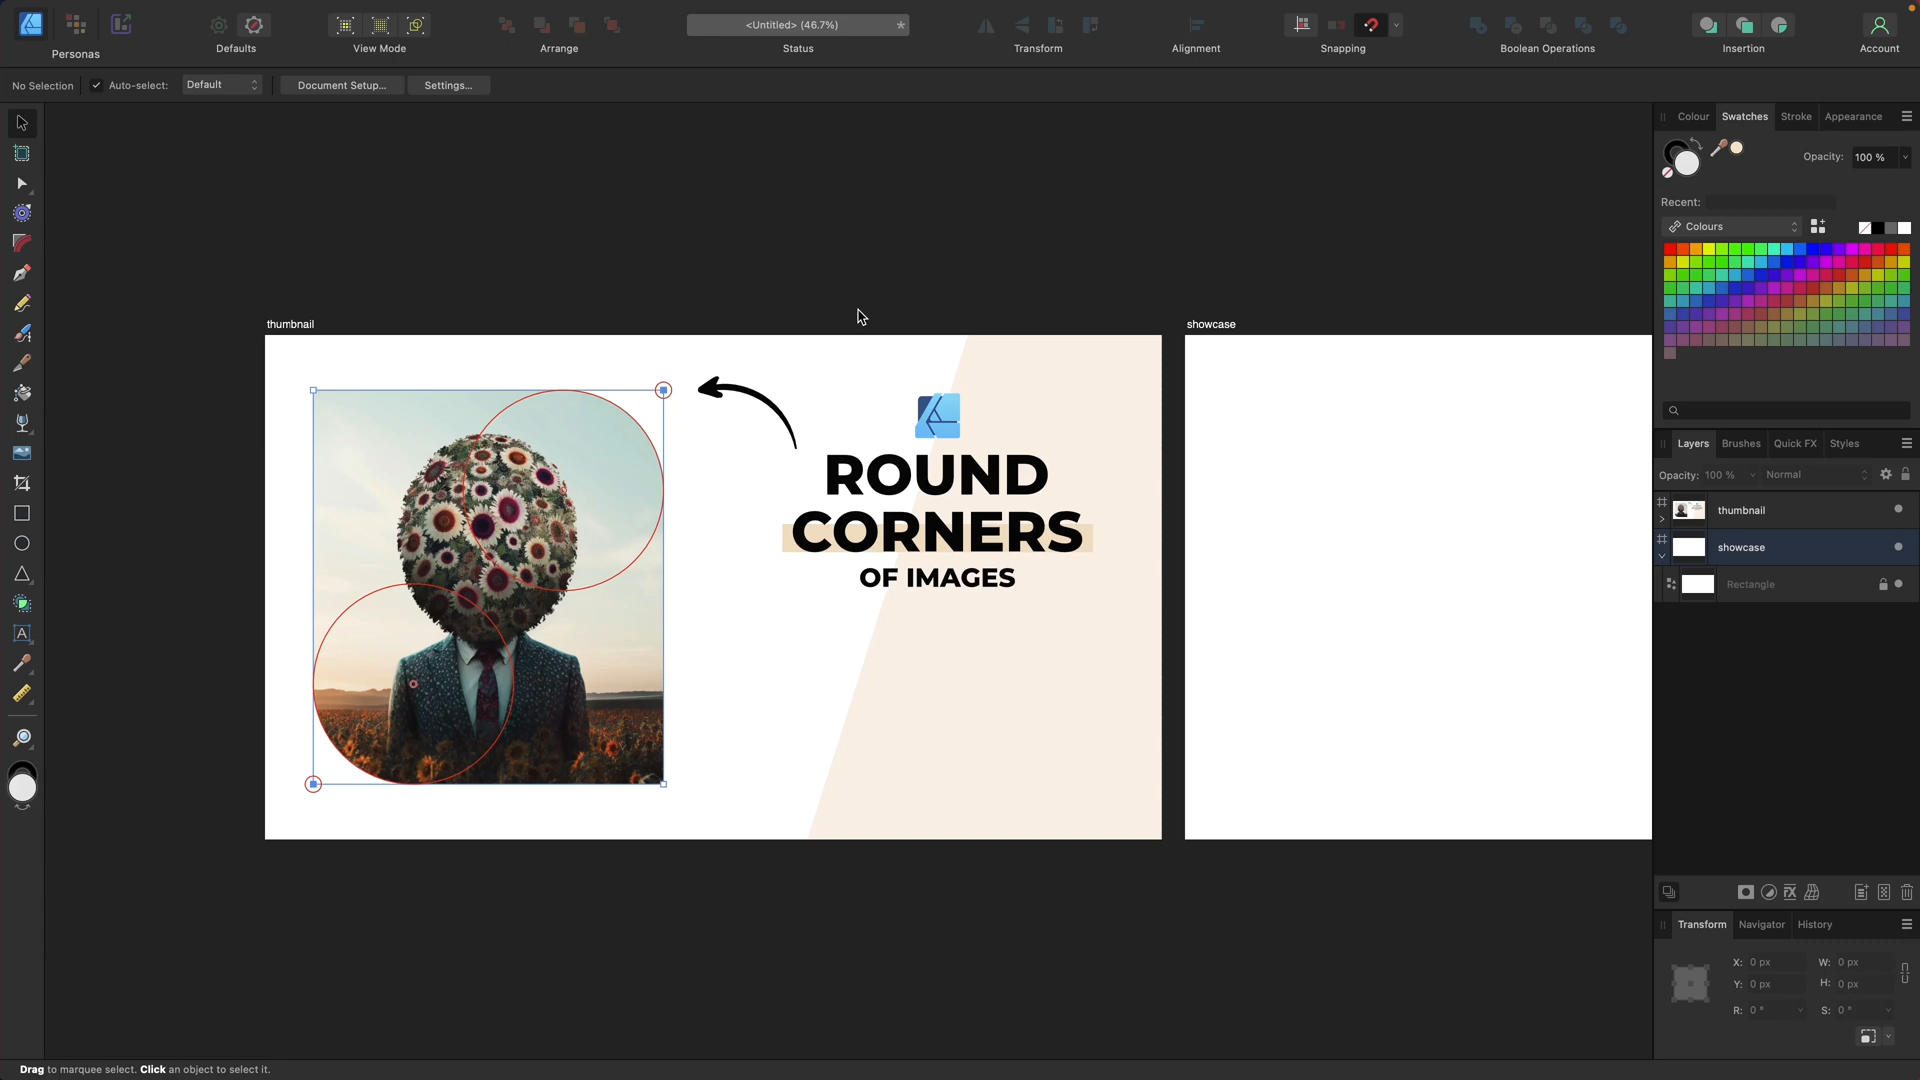 <Untitled> (46.7%)
*
Personas
Defaults
View Mode
Arrange
Status
Transform
Alignment
Snapping
Boolean Operations
Insertion
Account
No Selection
Auto-select:
Default
Document Setup...
Settings...
Colour
Swatches
Stroke
Appearance
Opacity:
100 %
Recent:
Colours
thumbnail
showcase
ROUND
CORNERS
OF IMAGES
Layers
Brushes
Quick FX
Styles
Opacity:
100 %
Normal
thumbnail
showcase
Rectangle
Transform
Navigator
History
X: 0 px
W: 0 px
Y: 0 px
H: 0 px
R: 0 °
S: 0 °
Drag to marquee select. Click an object to select it.